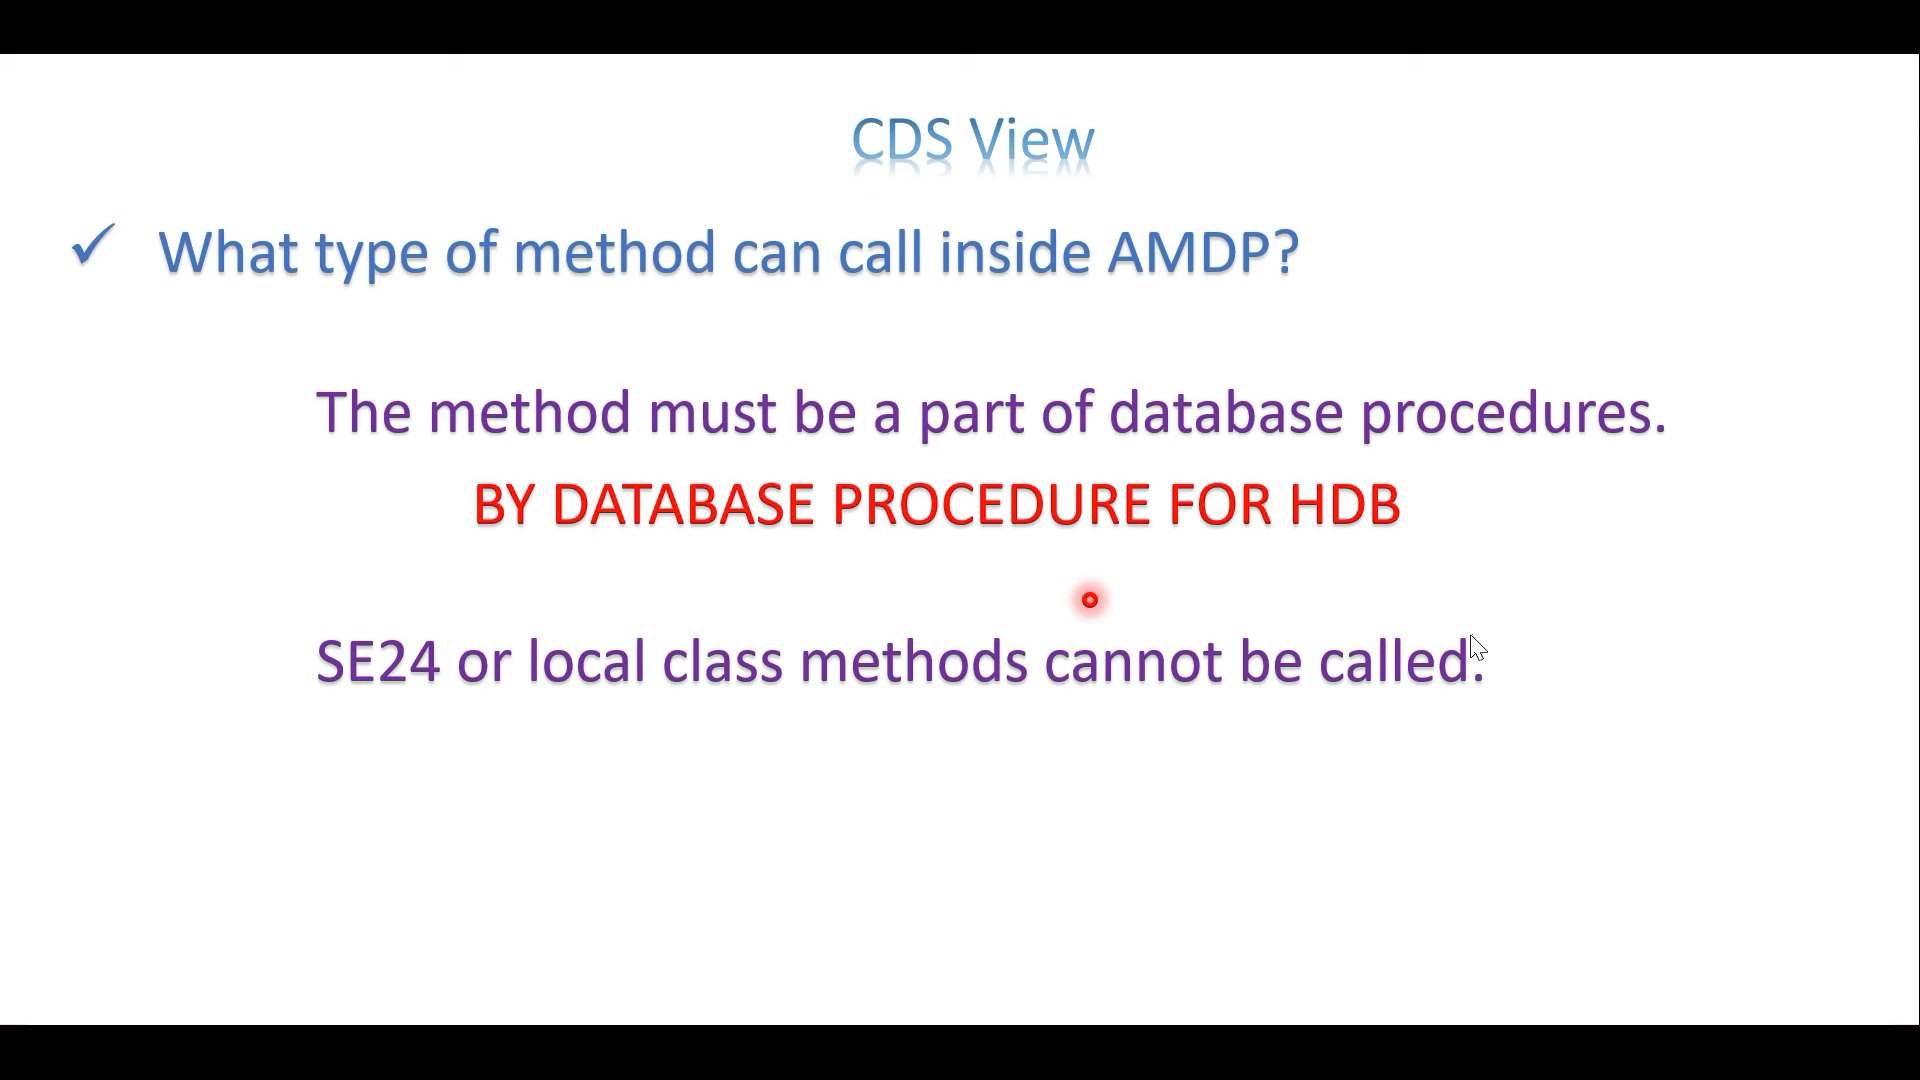 CDS View
✓ What type of method can call inside AMDP?
The method must be a part of database procedures.
BY DATABASE PROCEDURE FOR HDB
SE24 or local class methods cannot be called.